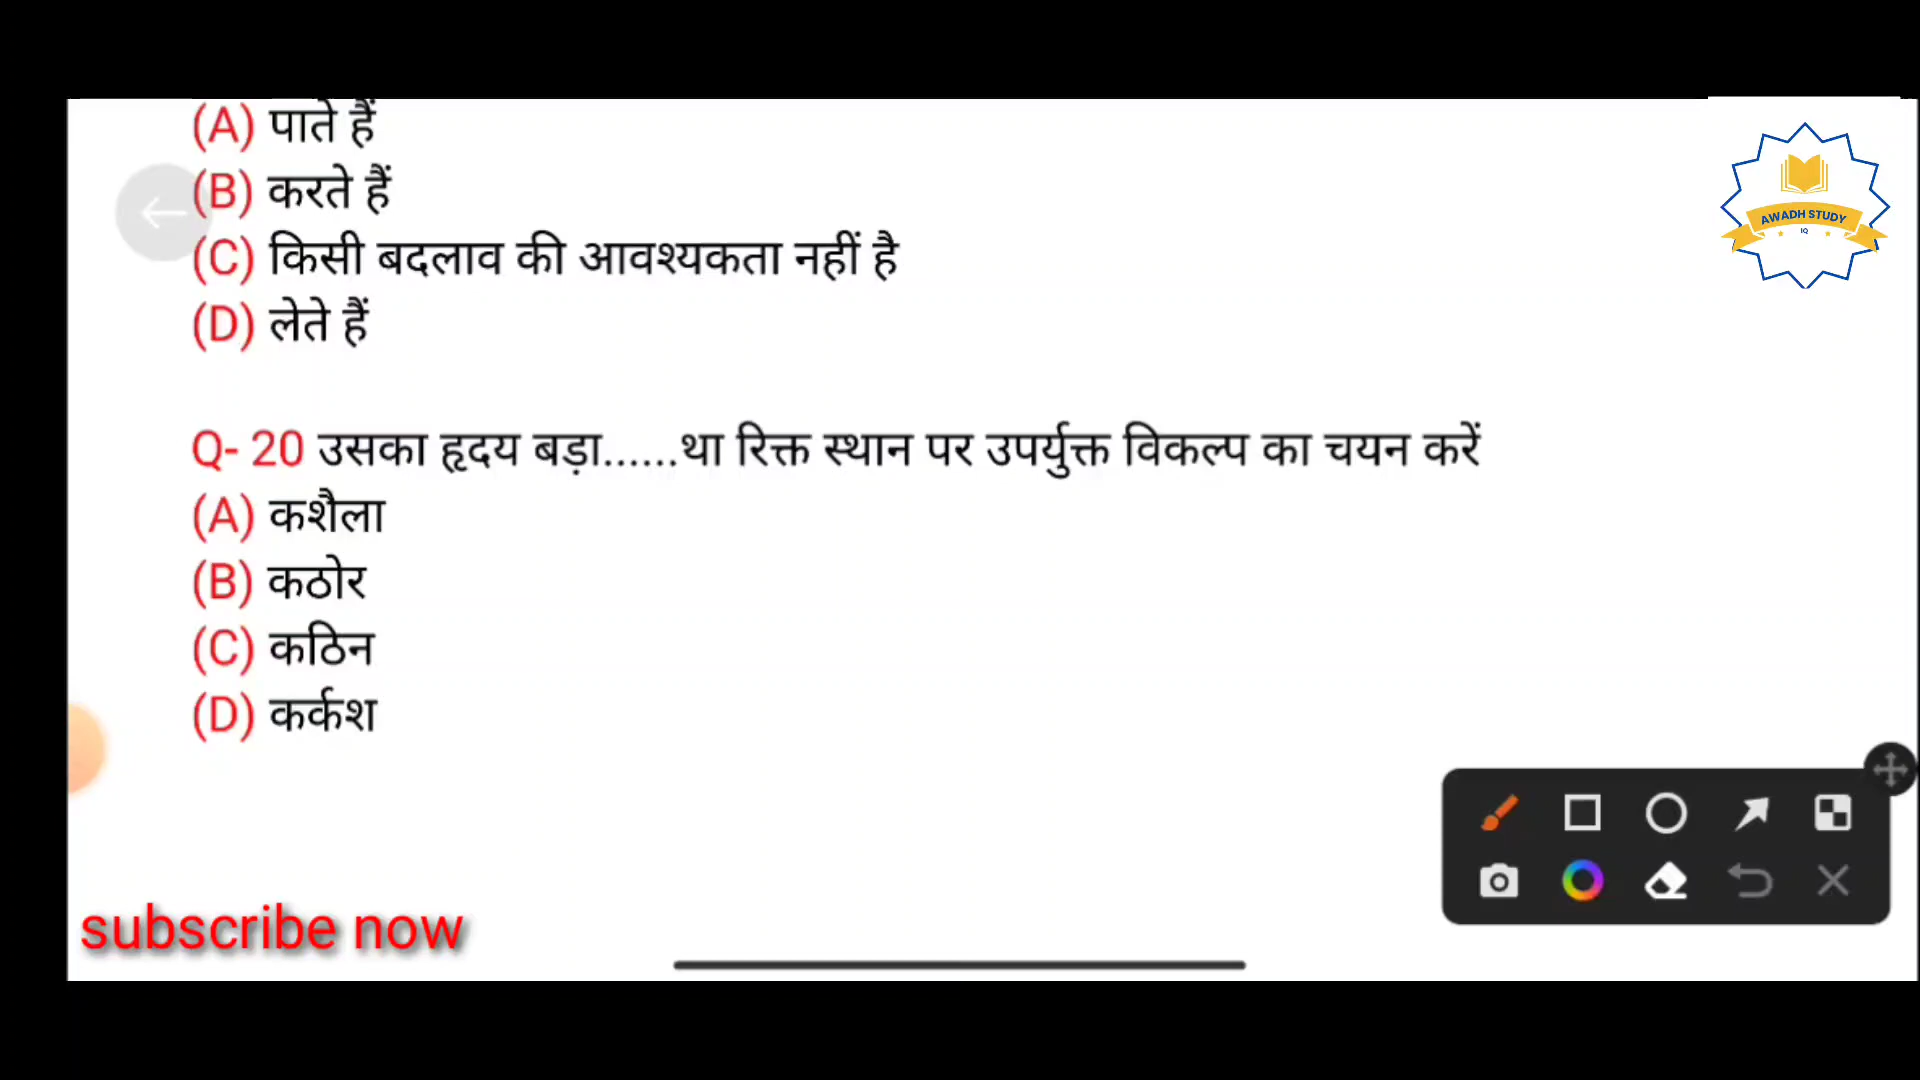 (A) पाते हैं
(B) करते हैं
(C) किसी बदलाव की आवश्यकता नहीं है
(D) लेते हैं
Q- 20 उसका हृदय बड़ा......था रिक्त स्थान पर उपर्युक्त विकल्प का चयन करें
(A) कशैला
(B) कठोर
(C) कठिन
(D) कर्कश
subscribe now
AWADH STUDY
IQ